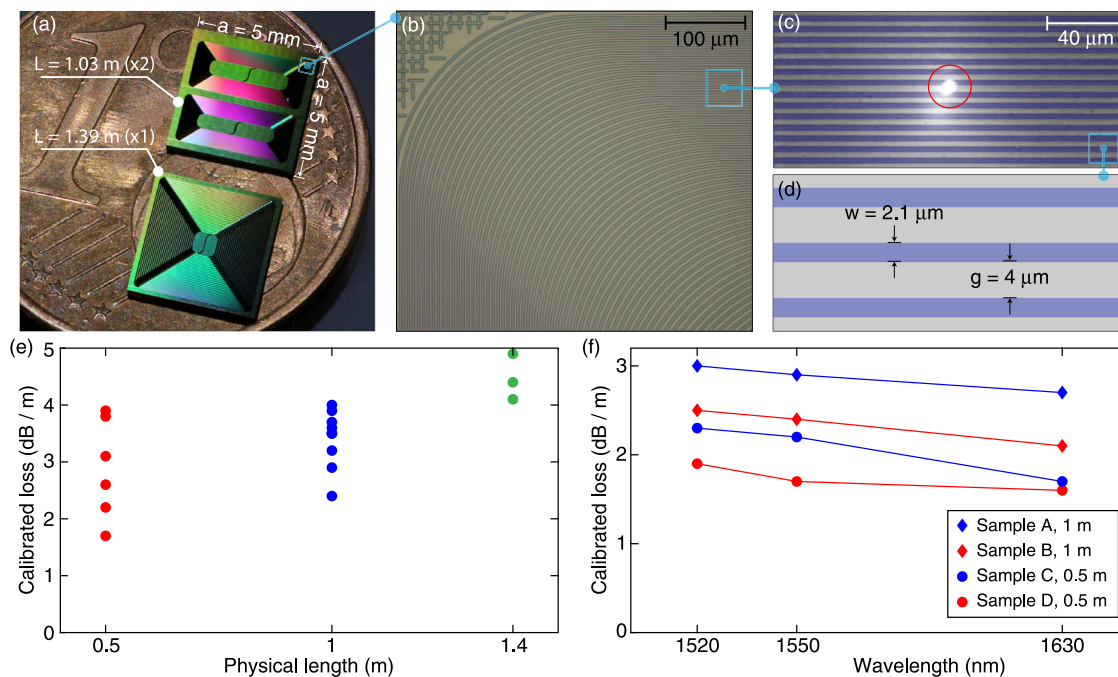 (a)
a = 5 mm
a = 5 mm
L = 1.03 m (x2)
L = 1.39 m (x1)
(b)
100 μm
(c)
40 μm
(d)
w = 2.1 μm
g = 4 μm
(e)
Calibrated loss (dB / m)
5
4
3
2
1
0
0.5
1
1.4
Physical length (m)
(f)
Calibrated loss (dB / m)
3
2
1
0
1520
1550
1630
Wavelength (nm)
Sample A, 1 m
Sample B, 1 m
Sample C, 0.5 m
Sample D, 0.5 m